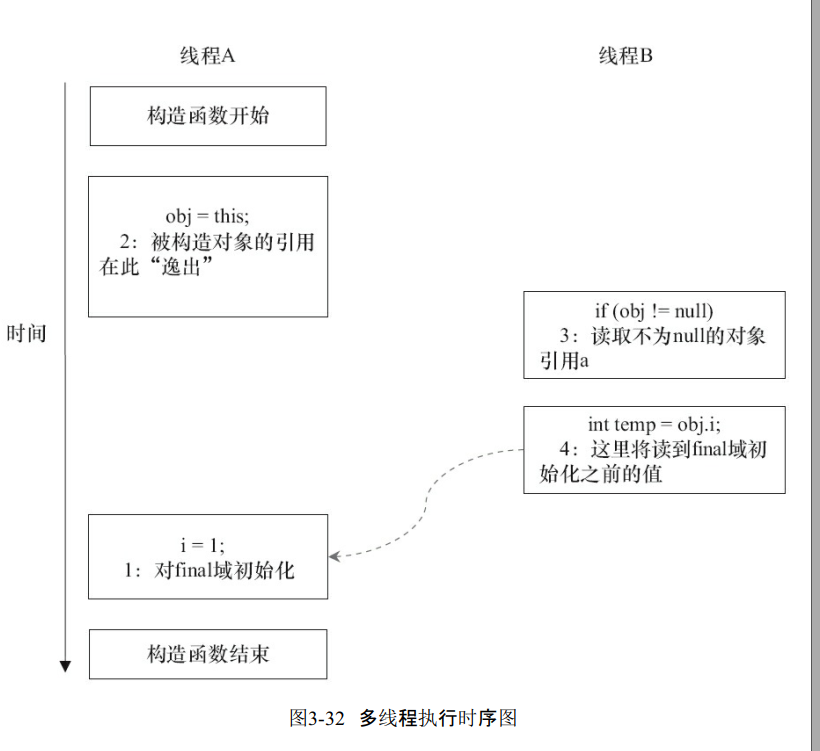 线程A
线程B
构造函数开始
obj = this;
2：被构造对象的引用
在此“逸出”
if (obj != null)
3：读取不为null的对象
引用a
时间
int temp = obj.i;
4：这里将读到final域初
始化之前的值
i = 1;
1：对final域初始化
构造函数结束
图3-32 多线程执行时序图